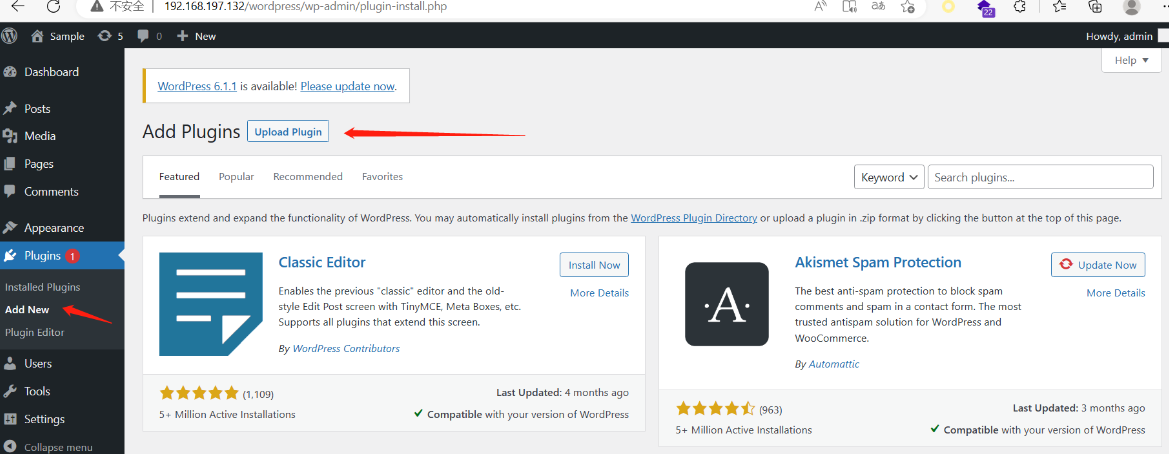 不安全 192.168.197.132/wordpress/wp-admin/plugin-install.php
A あ 22
Sample 5 0 New Howdy, admin
Help
Dashboard
Posts
Media
Pages
Comments
Appearance
Plugins 1
Installed Plugins
Add New
Plugin Editor
Users
Tools
Settings
Collapse menu
WordPress 6.1.1 is available! Please update now.
Add Plugins Upload Plugin
Featured Popular Recommended Favorites Keyword Search plugins...
Plugins extend and expand the functionality of WordPress. You may automatically install plugins from the WordPress Plugin Directory or upload a plugin in .zip format by clicking the button at the top of this page.
Classic Editor
Install Now
More Details
Enables the previous "classic" editor and the old-
style Edit Post screen with TinyMCE, Meta Boxes, etc.
Supports all plugins that extend this screen.
By WordPress Contributors
(1,109)
5+ Million Active Installations
Last Updated: 4 months ago
Compatible with your version of WordPress
·A·
Akismet Spam Protection
Update Now
More Details
The best anti-spam protection to block spam
comments and spam in a contact form. The most
trusted antispam solution for WordPress and
WooCommerce.
By Automattic
(963)
5+ Million Active Installations
Last Updated: 3 months ago
Compatible with your version of WordPress